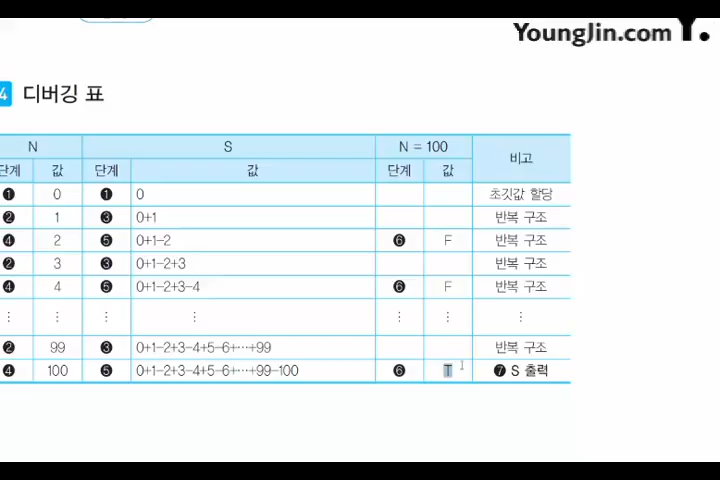 YoungJin.com Y.
4 디버깅 표
N S N = 100 비고
단계 값 단계 값 단계 값
❶ 0 ❶ 0 초깃값 할당
❷ 1 ❸ 0+1 반복 구조
❹ 2 ❺ 0+1-2 ❻ F 반복 구조
❷ 3 ❸ 0+1-2+3 반복 구조
❹ 4 ❺ 0+1-2+3-4 ❻ F 반복 구조
⋮ ⋮ ⋮ ⋮ ⋮ ⋮ ⋮
❷ 99 ❸ 0+1-2+3-4+5-6+⋯+99 반복 구조
❹ 100 ❺ 0+1-2+3-4+5-6+⋯+99-100 ❻ T ❼ S 출력